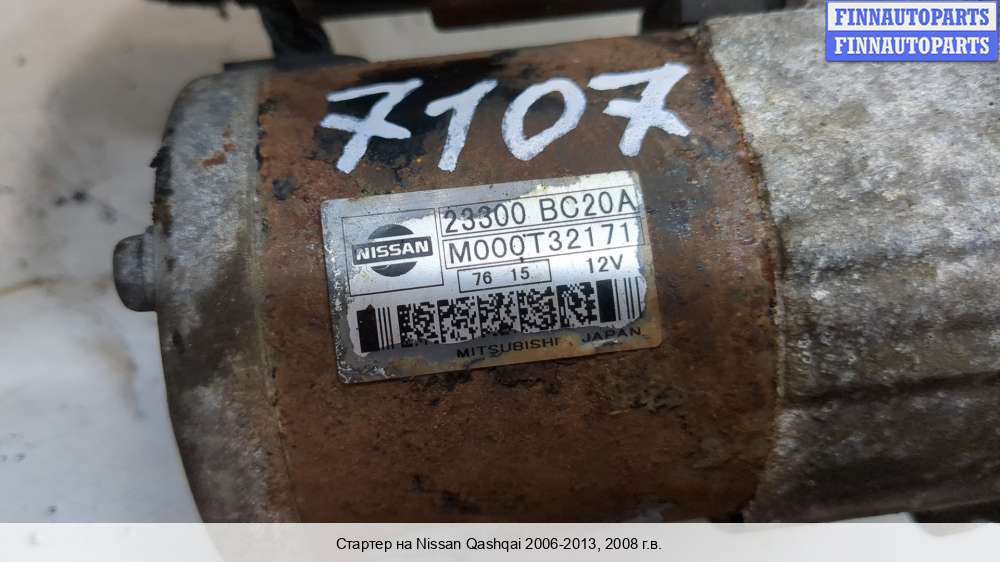 FINNAUTOPARTS
FINNAUTOPARTS
7107
NISSAN
23300 BC20A
M000T32171
76 15 12V
MITSUBISHI JAPAN
Стартер на Nissan Qashqai 2006-2013, 2008 г.в.